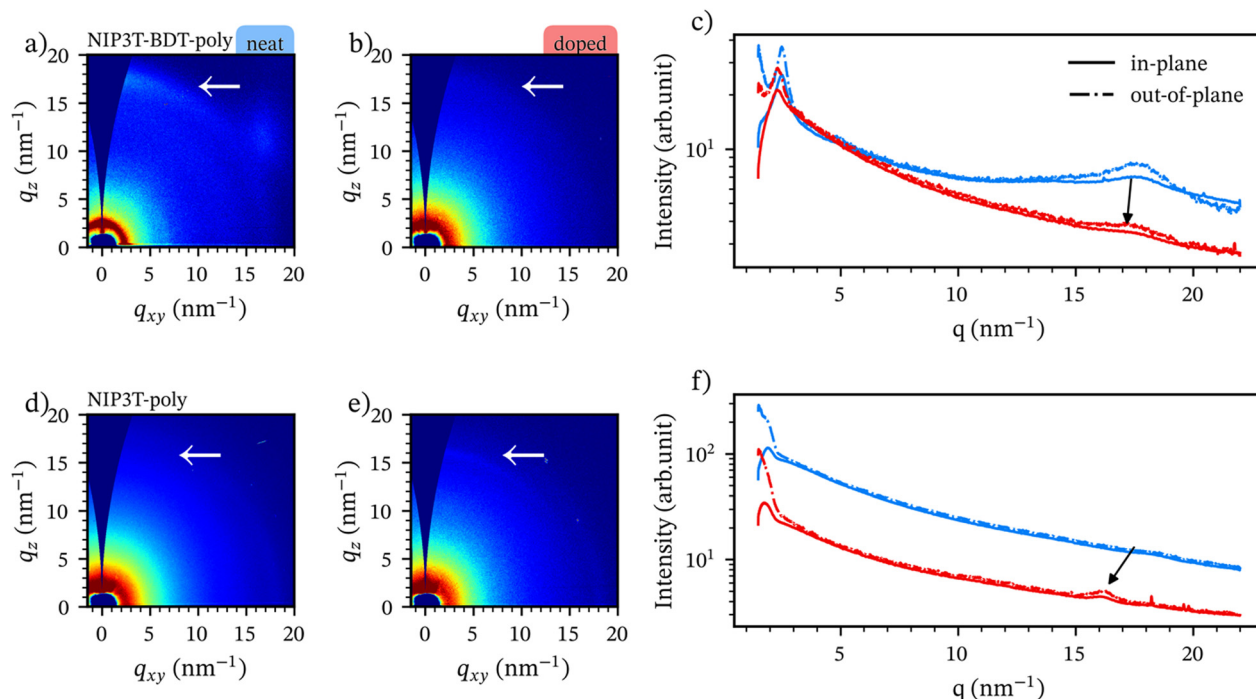 a) NIP3T-BDT-poly neat
20
15
10
5
0
q_z (nm⁻¹)
0 5 10 15 20
q_xy (nm⁻¹)
b) doped
20
15
10
5
0
q_z (nm⁻¹)
0 5 10 15 20
q_xy (nm⁻¹)
c)
in-plane
out-of-plane
10¹
Intensity (arb.unit)
5 10 15 20
q (nm⁻¹)
d) NIP3T-poly
20
15
10
5
0
q_z (nm⁻¹)
0 5 10 15 20
q_xy (nm⁻¹)
e)
20
15
10
5
0
q_z (nm⁻¹)
0 5 10 15 20
q_xy (nm⁻¹)
f)
10²
10¹
Intensity (arb.unit)
5 10 15 20
q (nm⁻¹)